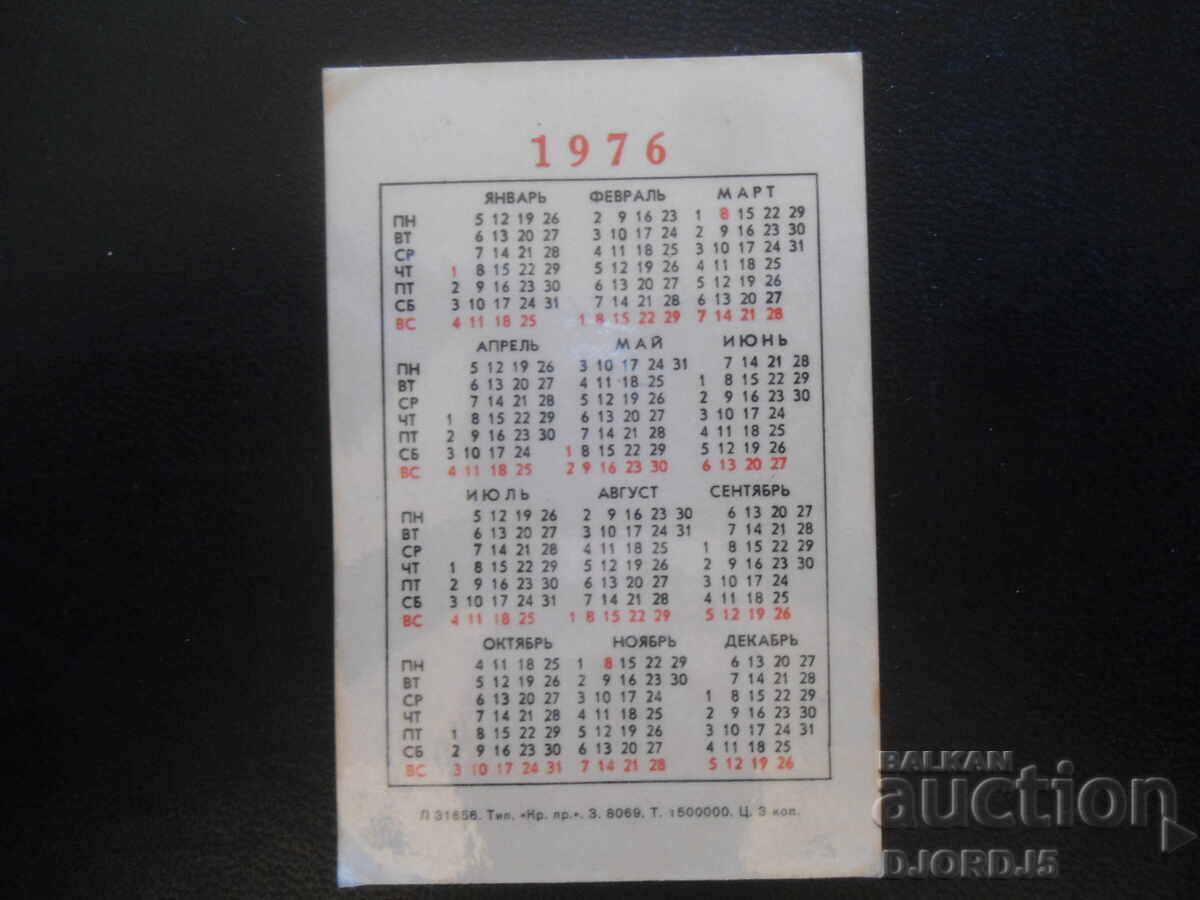 1976
ЯНВАРЬ ФЕВРАЛЬ МАРТ
ПН 5 12 19 26 2 9 16 23 1 8 15 22 29
ВТ 6 13 20 27 3 10 17 24 2 9 16 23 30
СР 7 14 21 28 4 11 18 25 3 10 17 24 31
ЧТ 1 8 15 22 29 5 12 19 26 4 11 18 25
ПТ 2 9 16 23 30 6 13 20 27 5 12 19 26
СБ 3 10 17 24 31 7 14 21 28 6 13 20 27
ВС 4 11 18 25 1 8 15 22 29 7 14 21 28
АПРЕЛЬ МАЙ ИЮНЬ
ПН 5 12 19 26 3 10 17 24 31 7 14 21 28
ВТ 6 13 20 27 4 11 18 25 1 8 15 22 29
СР 7 14 21 28 5 12 19 26 2 9 16 23 30
ЧТ 1 8 15 22 29 6 13 20 27 3 10 17 24
ПТ 2 9 16 23 30 7 14 21 28 4 11 18 25
СБ 3 10 17 24 1 8 15 22 29 5 12 19 26
ВС 4 11 18 25 2 9 16 23 30 6 13 20 27
ИЮЛЬ АВГУСТ СЕНТЯБРЬ
ПН 5 12 19 26 2 9 16 23 30 6 13 20 27
ВТ 6 13 20 27 3 10 17 24 31 7 14 21 28
СР 7 14 21 28 4 11 18 25 1 8 15 22 29
ЧТ 1 8 15 22 29 5 12 19 26 2 9 16 23 30
ПТ 2 9 16 23 30 6 13 20 27 3 10 17 24
СБ 3 10 17 24 31 7 14 21 28 4 11 18 25
ВС 4 11 18 25 1 8 15 22 29 5 12 19 26
ОКТЯБРЬ НОЯБРЬ ДЕКАБРЬ
ПН 4 11 18 25 1 8 15 22 29 6 13 20 27
ВТ 5 12 19 26 2 9 16 23 30 7 14 21 28
СР 6 13 20 27 3 10 17 24 1 8 15 22 29
ЧТ 7 14 21 28 4 11 18 25 2 9 16 23 30
ПТ 1 8 15 22 29 5 12 19 26 3 10 17 24 31
СБ 2 9 16 23 30 6 13 20 27 4 11 18 25
ВС 3 10 17 24 31 7 14 21 28 5 12 19 26
Л 31656. Тип. «Кр. пр.». З. 8069. Т. 1500000. Ц. 3 коп.
BALKAN
auction
DJORDJ5